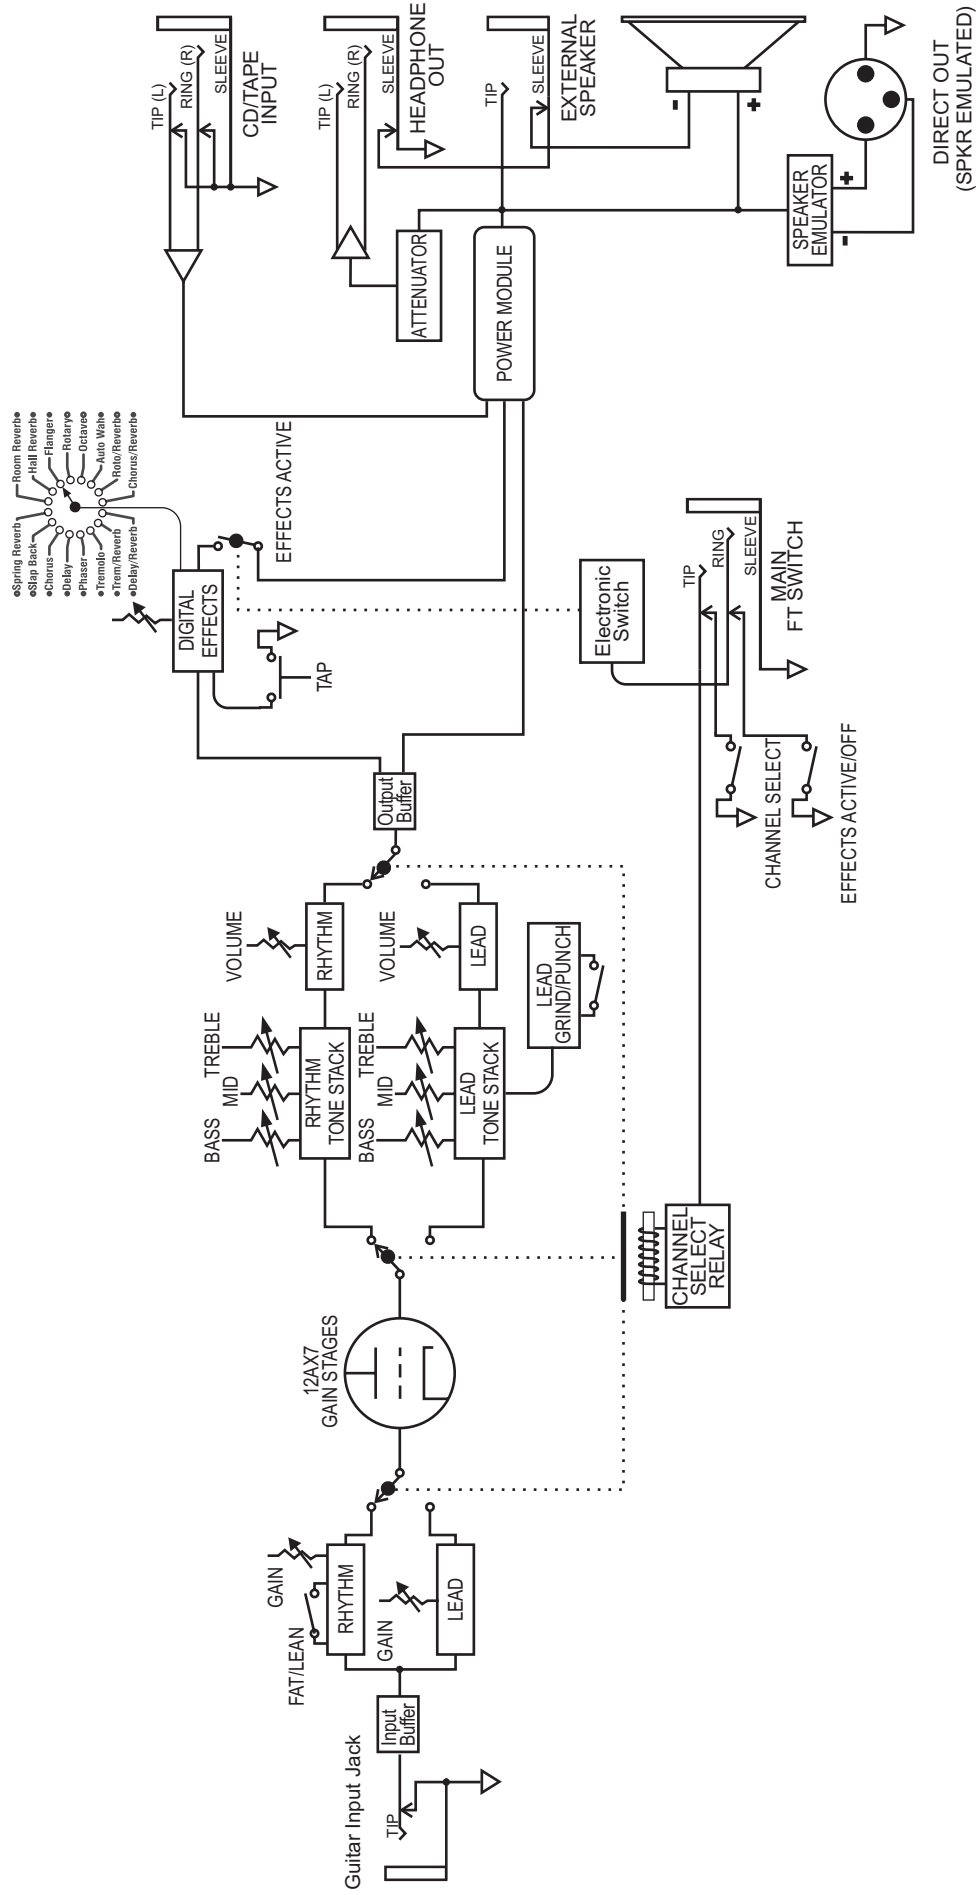 Guitar Input Jack
TIP
Input
Buffer
FAT/LEAN
GAIN
RHYTHM
GAIN
LEAD
12AX7
GAIN STAGES
BASS
MID
TREBLE
RHYTHM
TONE STACK
BASS
MID
TREBLE
LEAD
TONE STACK
VOLUME
RHYTHM
VOLUME
LEAD
LEAD
GRIND/PUNCH
CHANNEL
SELECT
RELAY
Output
Buffer
TAP
DIGITAL
EFFECTS
Spring Reverb
Slap Back
Chorus
Delay
Phaser
Tremolo
Trem/Reverb
Delay/Reverb
Room Reverb
Hall Reverb
Flanger
Rotary
Octave
Auto Wah
Roto/Reverb
Chorus/Reverb
EFFECTS ACTIVE
Electronic
Switch
CHANNEL SELECT
EFFECTS ACTIVE/OFF
TIP
RING
SLEEVE
MAIN
FT SWITCH
POWER MODULE
ATTENUATOR
SPEAKER
EMULATOR
+
-
-
+
TIP (L)
RING (R)
SLEEVE
CD/TAPE
INPUT
TIP (L)
RING (R)
SLEEVE
HEADPHONE
OUT
TIP
SLEEVE
EXTERNAL
SPEAKER
DIRECT OUT
(SPKR EMULATED)